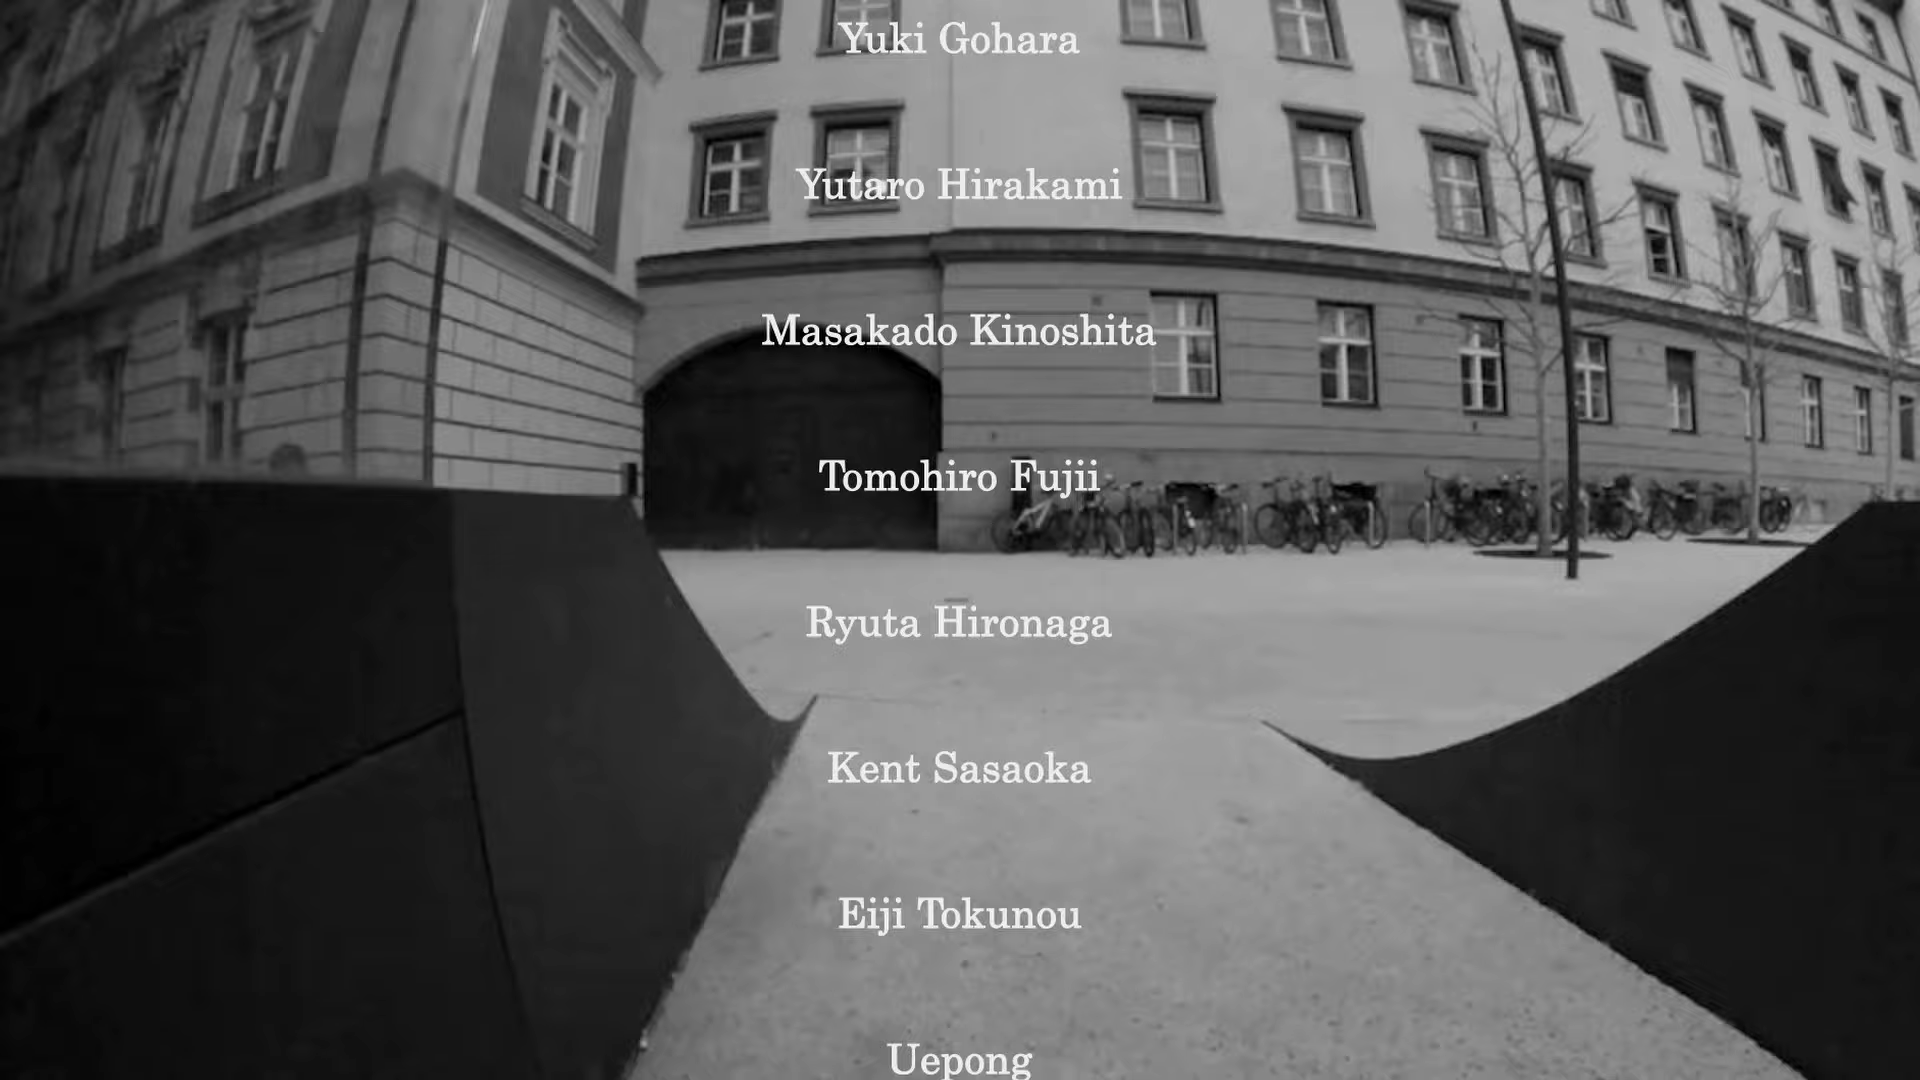 Yuki Gohara
Yutaro Hirakami
Masakado Kinoshita
Tomohiro Fujii
Ryuta Hironaga
Kent Sasaoka
Eiji Tokunou
Uepong